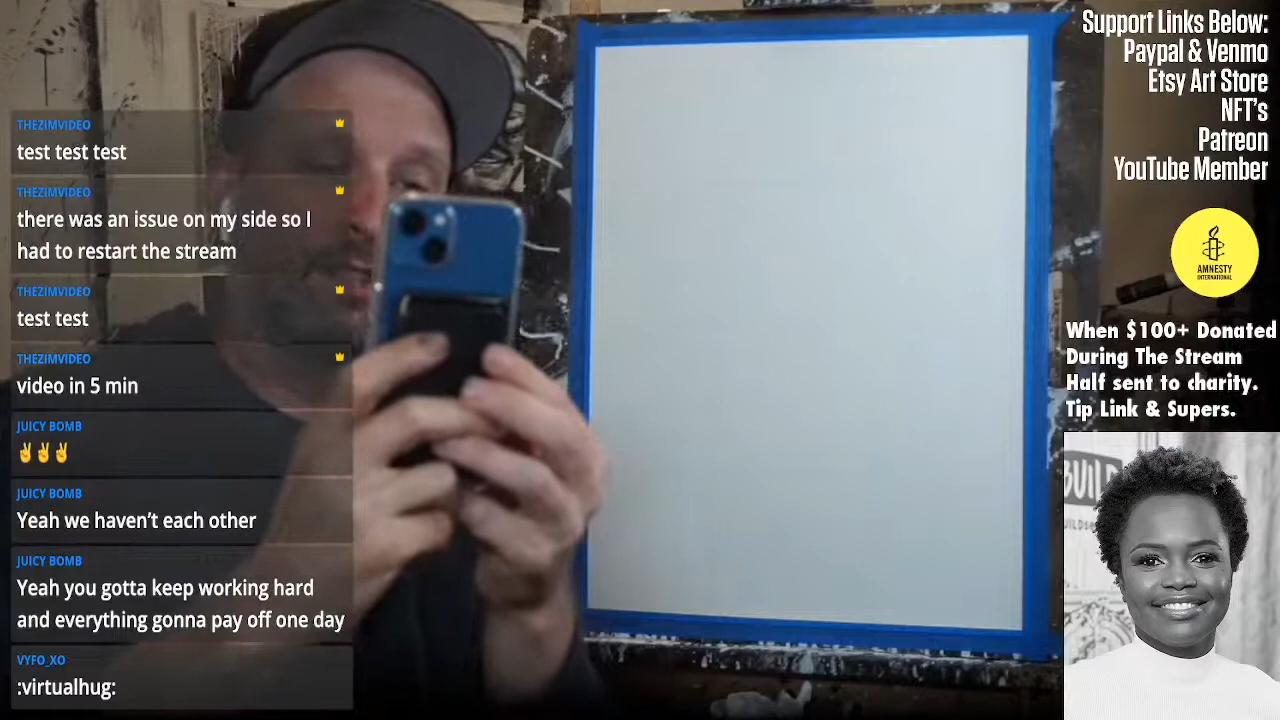 THEZIMVIDEO
test test test
THEZIMVIDEO
there was an issue on my side so I
had to restart the stream
THEZIMVIDEO
test test
THEZIMVIDEO
video in 5 min
JUICY BOMB
✌✌✌
JUICY BOMB
Yeah we haven't each other
JUICY BOMB
Yeah you gotta keep working hard
and everything gonna pay off one day
VYFO_XO
:virtualhug:
Support Links Below:
Paypal & Venmo
Etsy Art Store
NFT's
Patreon
YouTube Member
AMNESTY
INTERNATIONAL
When $100+ Donated
During The Stream
Half sent to charity.
Tip Link & Supers.
BUILD